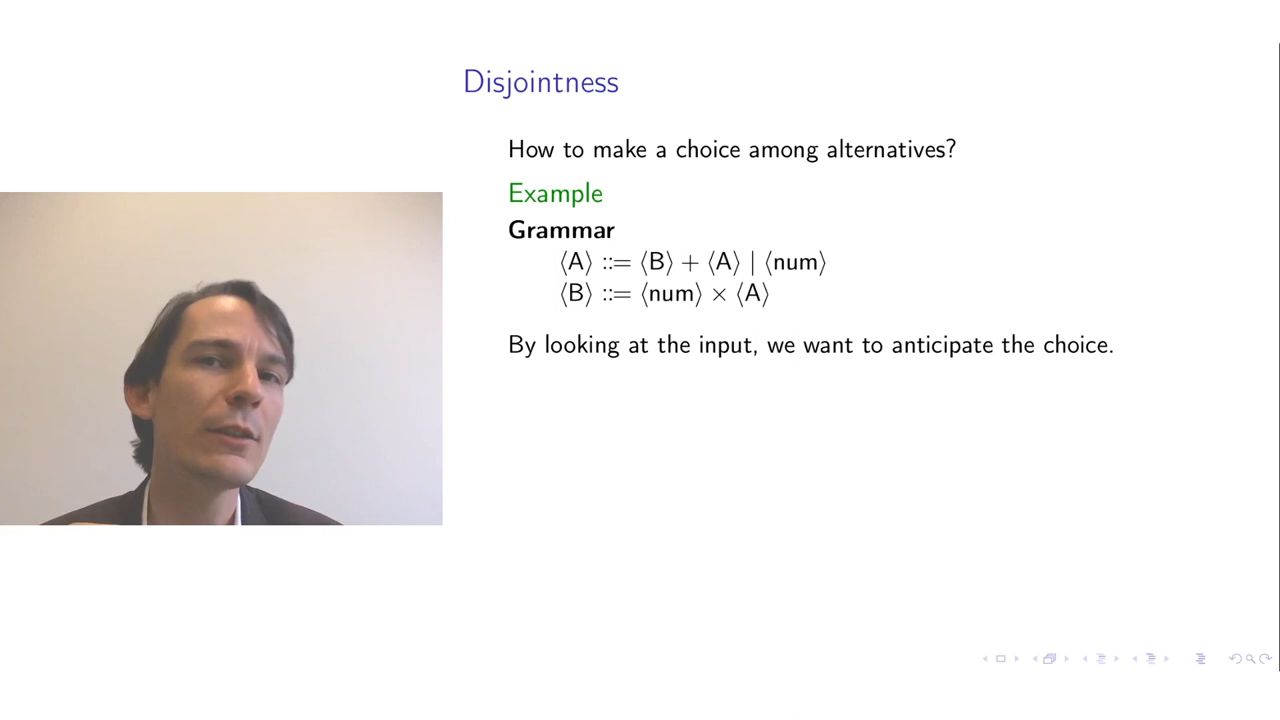 Disjointness
How to make a choice among alternatives?
Example
Grammar
⟨A⟩ ::= ⟨B⟩ + ⟨A⟩ | ⟨num⟩
⟨B⟩ ::= ⟨num⟩ × ⟨A⟩
By looking at the input, we want to anticipate the choice.